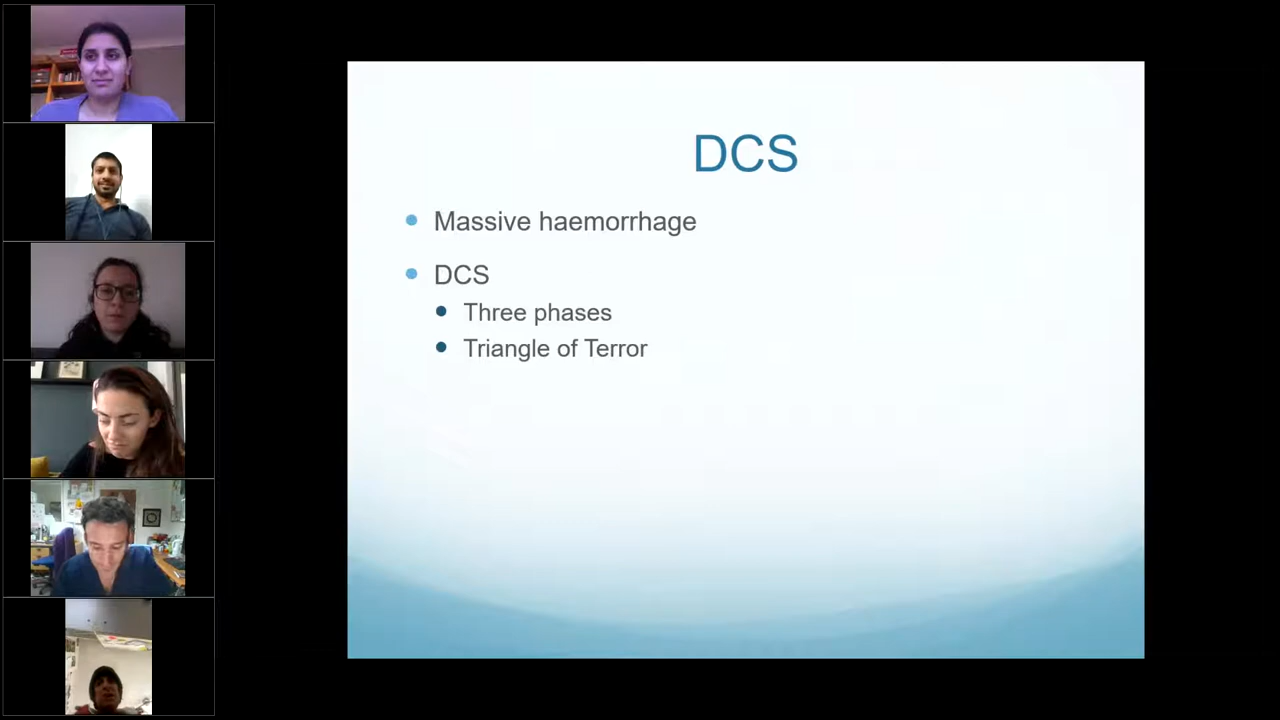 DCS
Massive haemorrhage
DCS
Three phases
Triangle of Terror